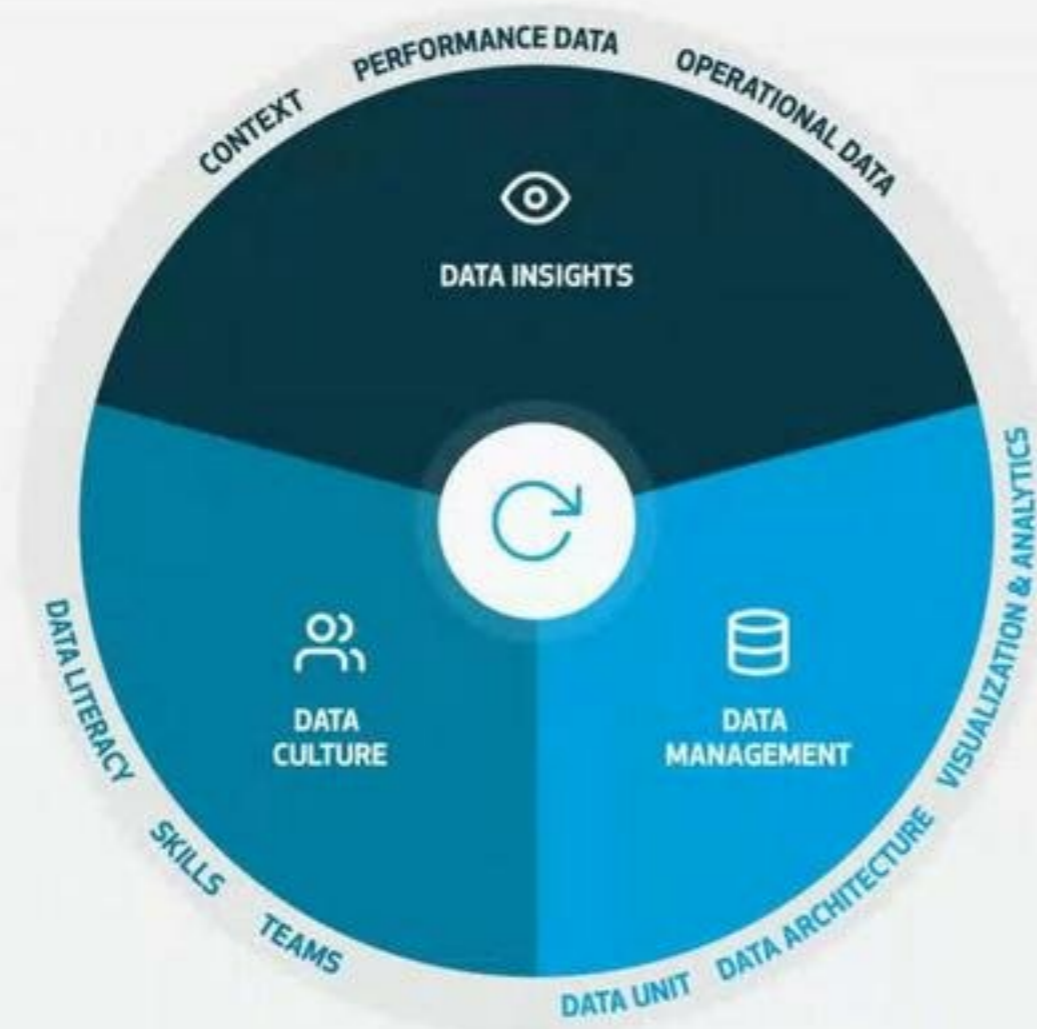 CONTEXT
PERFORMANCE DATA
OPERATIONAL DATA
DATA INSIGHTS
DATA LITERACY
SKILLS
TEAMS
DATA
CULTURE
DATA
MANAGEMENT
VISUALIZATION & ANALYTICS
DATA ARCHITECTURE
DATA UNIT